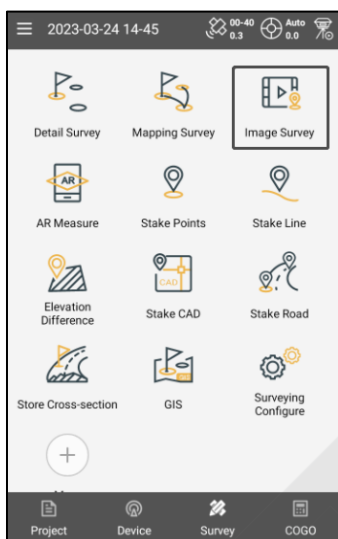 2023-03-24 14-45
00-40
0.3
Auto
0.0
Detail Survey
Mapping Survey
Image Survey
AR
AR Measure
Stake Points
Stake Line
CAD
Elevation
Difference
Stake CAD
Stake Road
Store Cross-section
GIS
Surveying
Configure
Project
Device
Survey
COGO